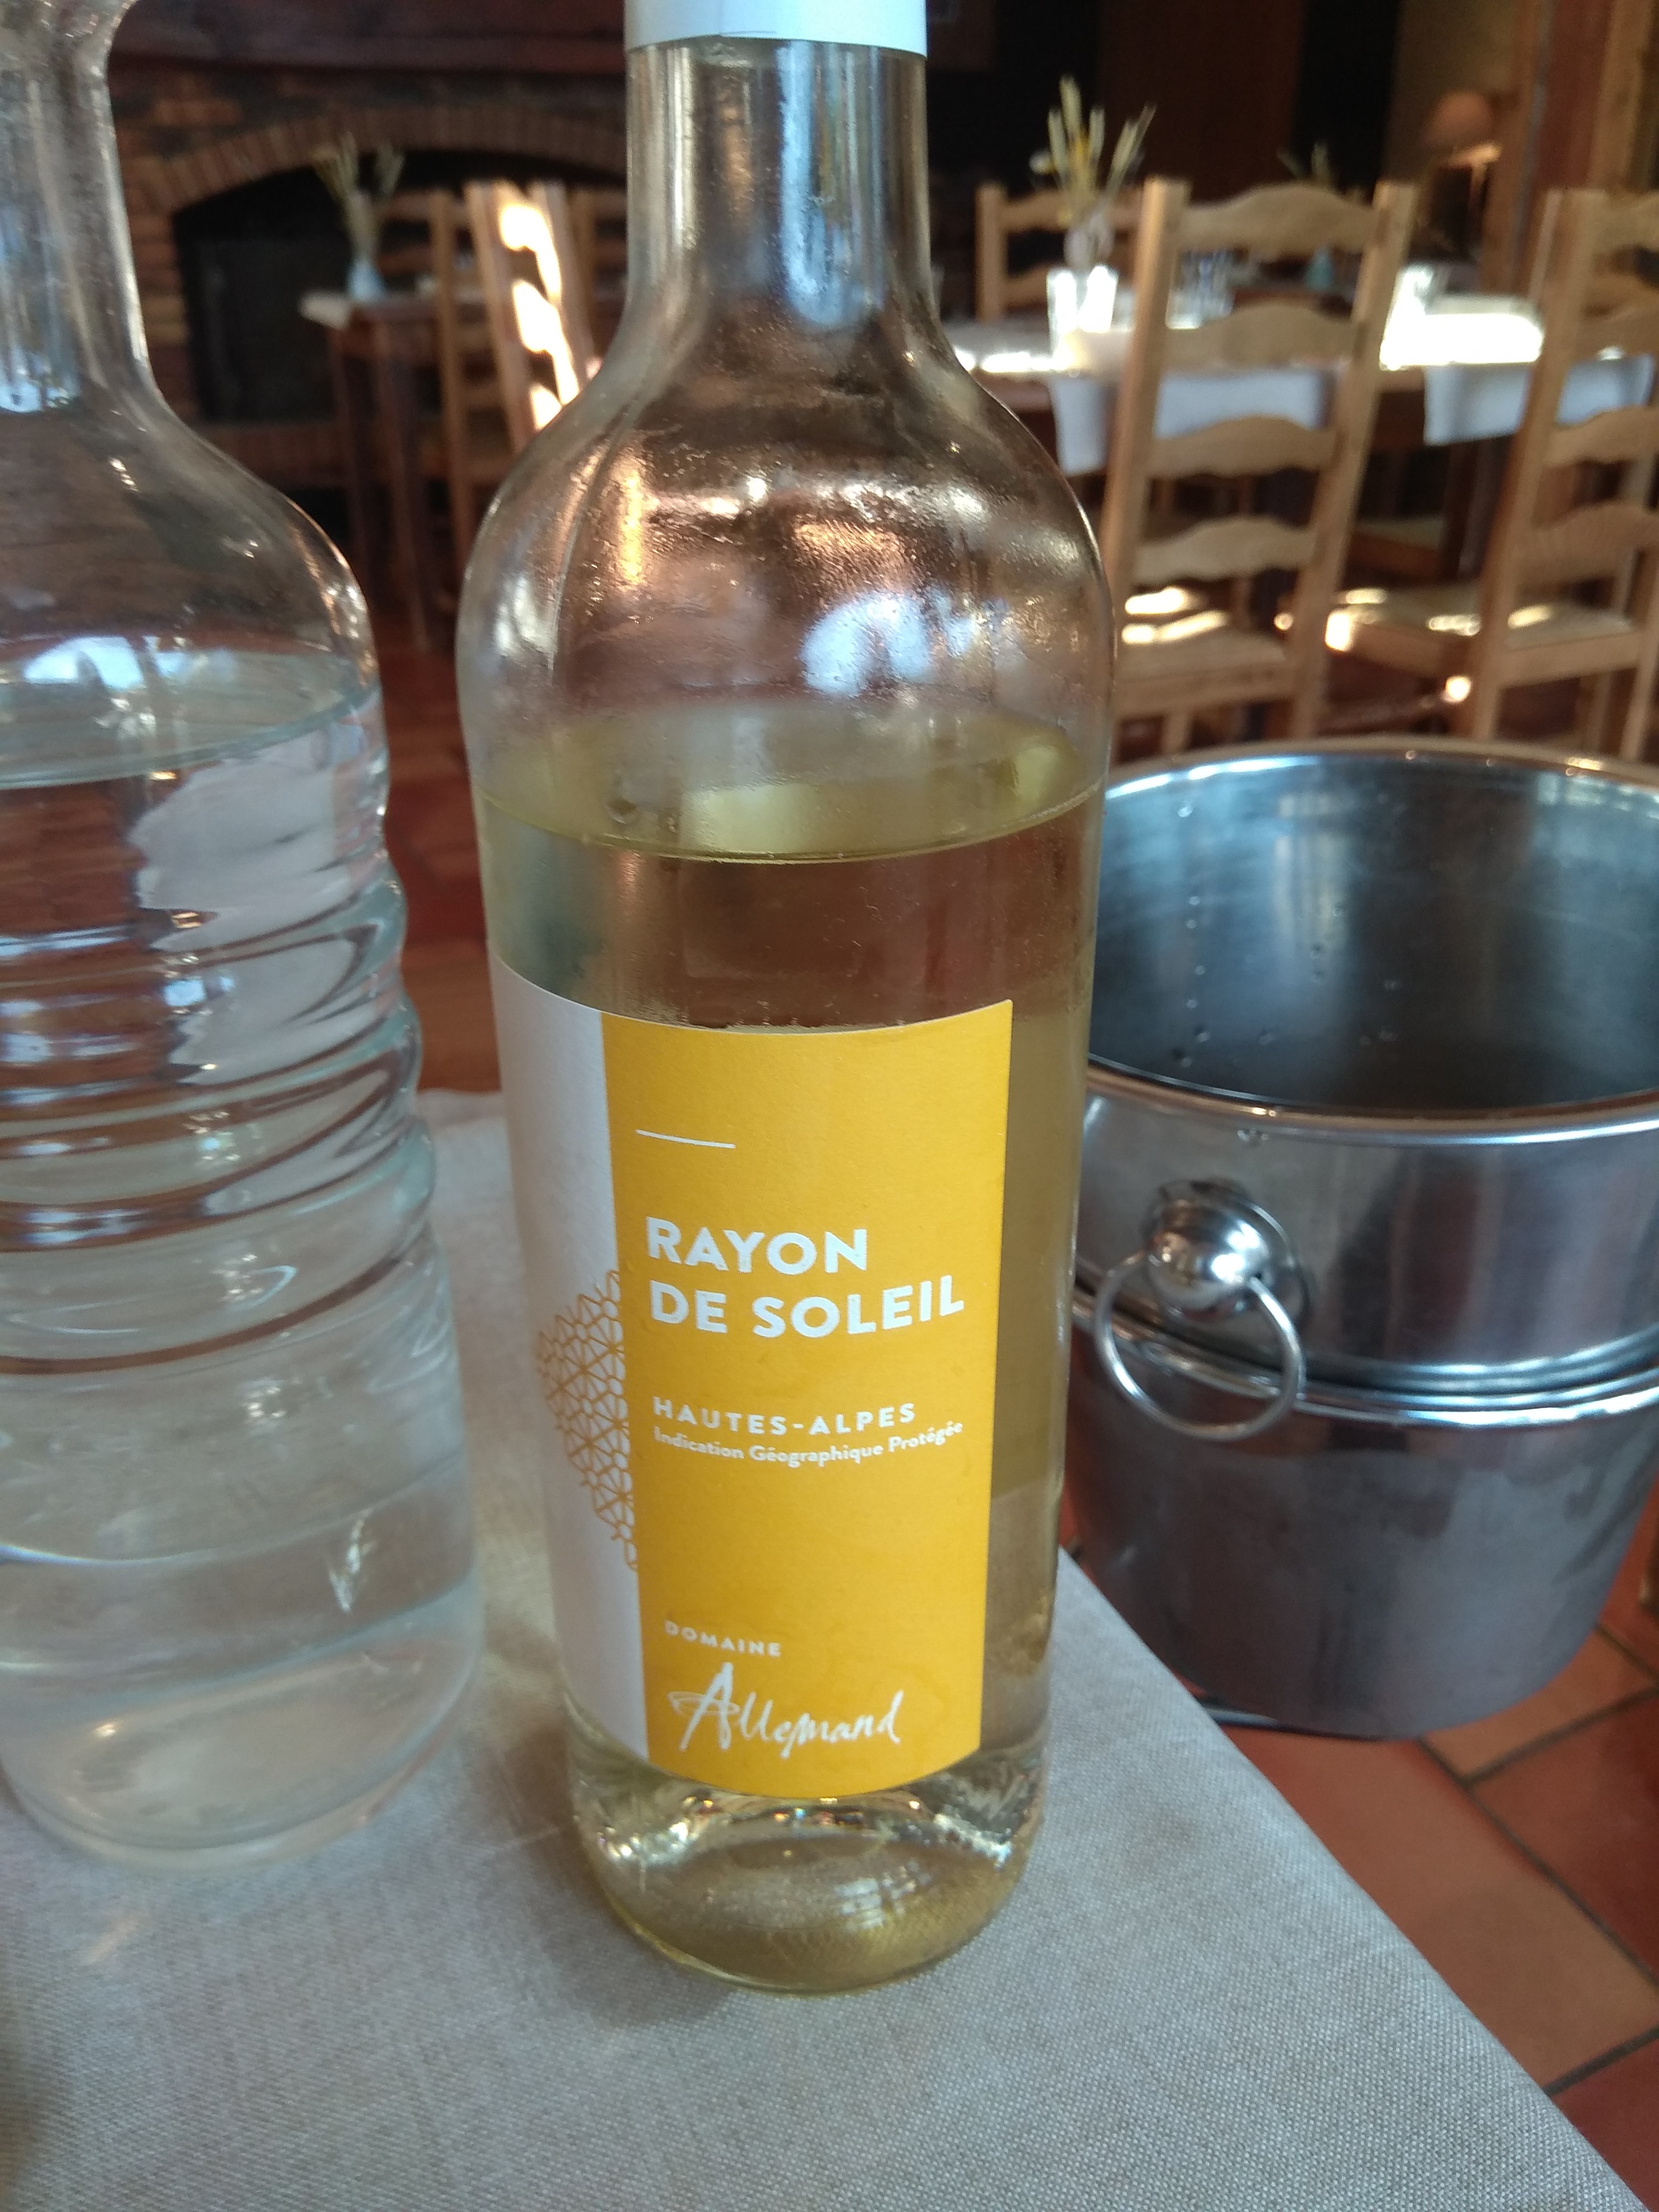 RAYON
DE SOLEIL
HAUTES-ALPES
Indication Géographique Protégée
DOMAINE
Allemand